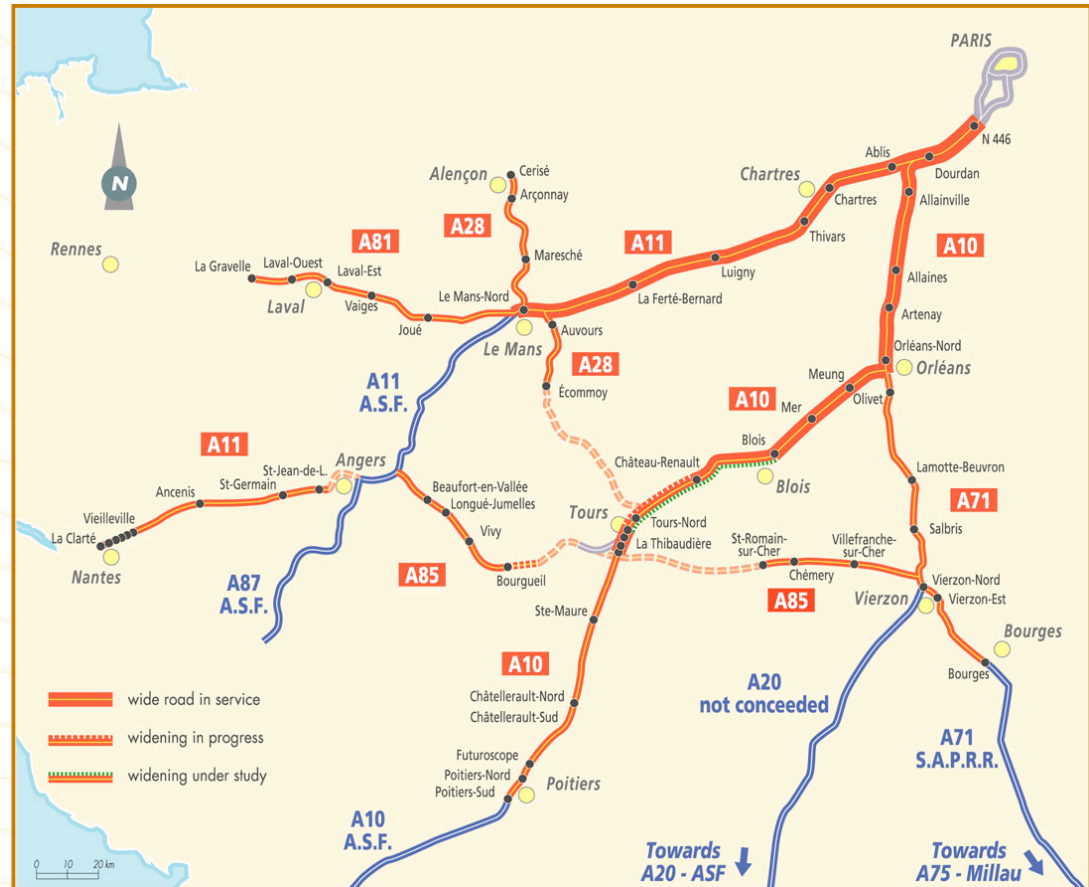 PARIS
N 446
Ablis
Dourdan
Alençon
Cerisé
Chartres
Arçonnay
Chartres
Allainville
A28
Thivars
Rennes
A81
A11
A10
Maresché
La Gravelle
Laval-Ouest
Laval-Est
Luigny
Allaines
Laval
Vaiges
Le Mans-Nord
La Ferté-Bernard
Joué
Artenay
Auvours
Le Mans
Orléans-Nord
A28
Orléans
A11
A.S.F.
Écommoy
Meung
Olivet
A10
Mer
A11
Blois
Angers
St-Jean-de-L.
St-Germain
Château-Renault
Lamotte-Beuvron
Ancenis
Beaufort-en-Vallée
Longué-Jumelles
Blois
A71
Vieilleville
Tours
Tours-Nord
Salbris
La Clarté
Vivy
La Thibaudière
St-Romain-
sur-Cher
Villefranche-
sur-Cher
Nantes
A85
Bourgueil
Chémery
Vierzon-Nord
A87
A.S.F.
A85
Vierzon
Vierzon-Est
Ste-Maure
Bourges
A10
Bourges
A20
not conceeded
wide road in service
Châtellerault-Nord
Châtellerault-Sud
widening in progress
A71
S.A.P.R.R.
Futuroscope
widening under study
Poitiers-Nord
Poitiers-Sud
Poitiers
A10
A.S.F.
Towards
A20 - ASF
Towards
A75 - Millau
0 10 20 km
N